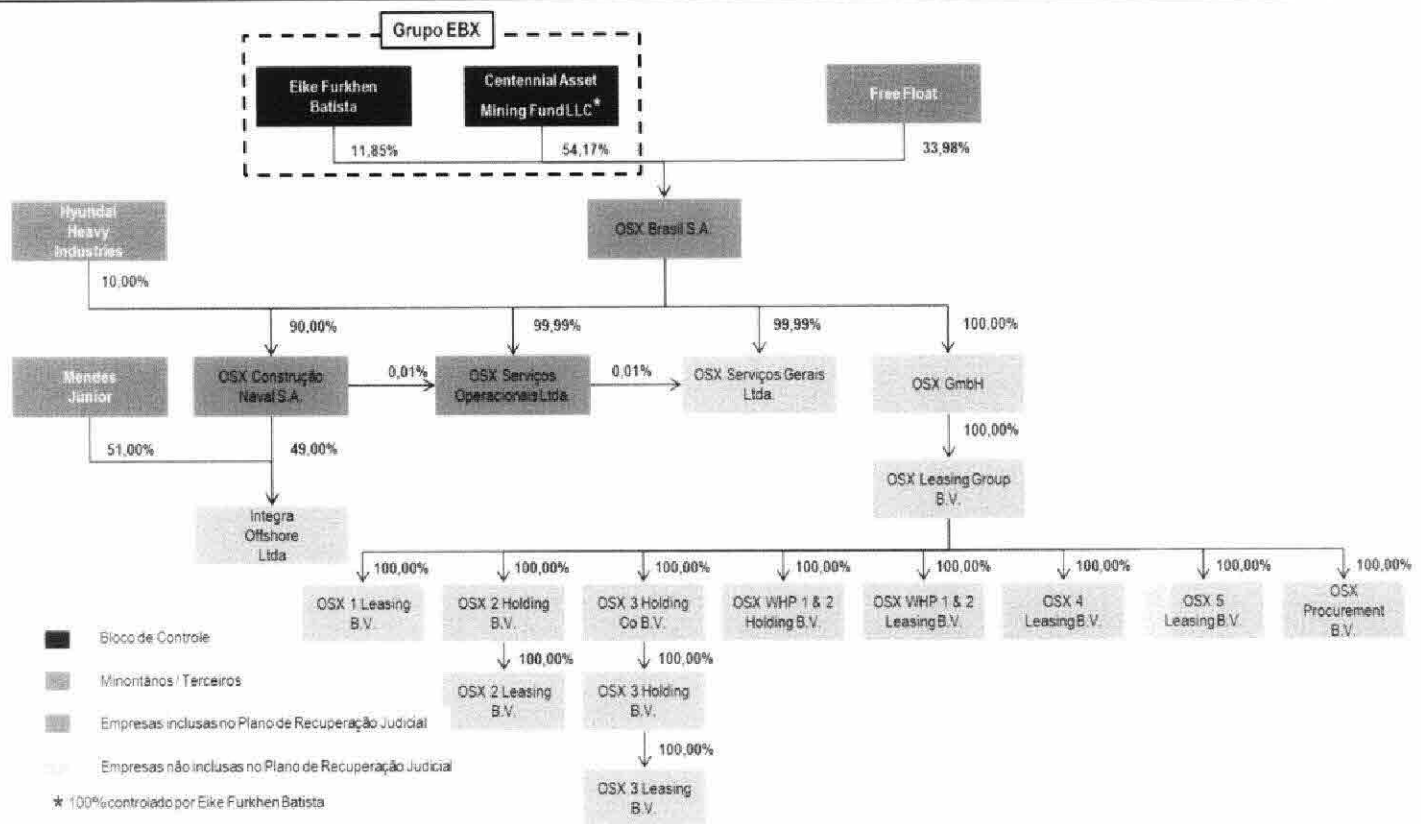 Grupo EBX
Eike Furkhen
Batista
Centennial Asset
Mining Fund LLC*
Free Float
11,85%
54,17%
33,98%
Hyundai
Heavy
Industries
OSX Brasil S.A.
10,00%
90,00%
99,99%
99,99%
100,00%
Mendes
Junior
OSX Construção
Naval S.A.
0,01%
OSX Serviços
Operacionais Ltda.
0,01%
OSX Serviços Gerais
Ltda.
OSX GmbH
51,00%
49,00%
100,00%
OSX Leasing Group
B.V.
Integra
Offshore
Ltda
100,00%
100,00%
100,00%
100,00%
100,00%
100,00%
100,00%
100,00%
OSX 1 Leasing
B.V.
OSX 2 Holding
B.V.
OSX 3 Holding
Co B.V.
OSX WHP 1 & 2
Holding B.V.
OSX WHP 1 & 2
Leasing B.V.
OSX 4
Leasing B.V.
OSX 5
Leasing B.V.
OSX
Procurement
B.V.
100,00%
100,00%
OSX 2 Leasing
B.V.
OSX 3 Holding
B.V.
100,00%
OSX 3 Leasing
B.V.
Bloco de Controle
Minoritários / Terceiros
Empresas inclusas no Plano de Recuperação Judicial
Empresas não inclusas no Plano de Recuperação Judicial
* 100% controlado por Eike Furkhen Batista